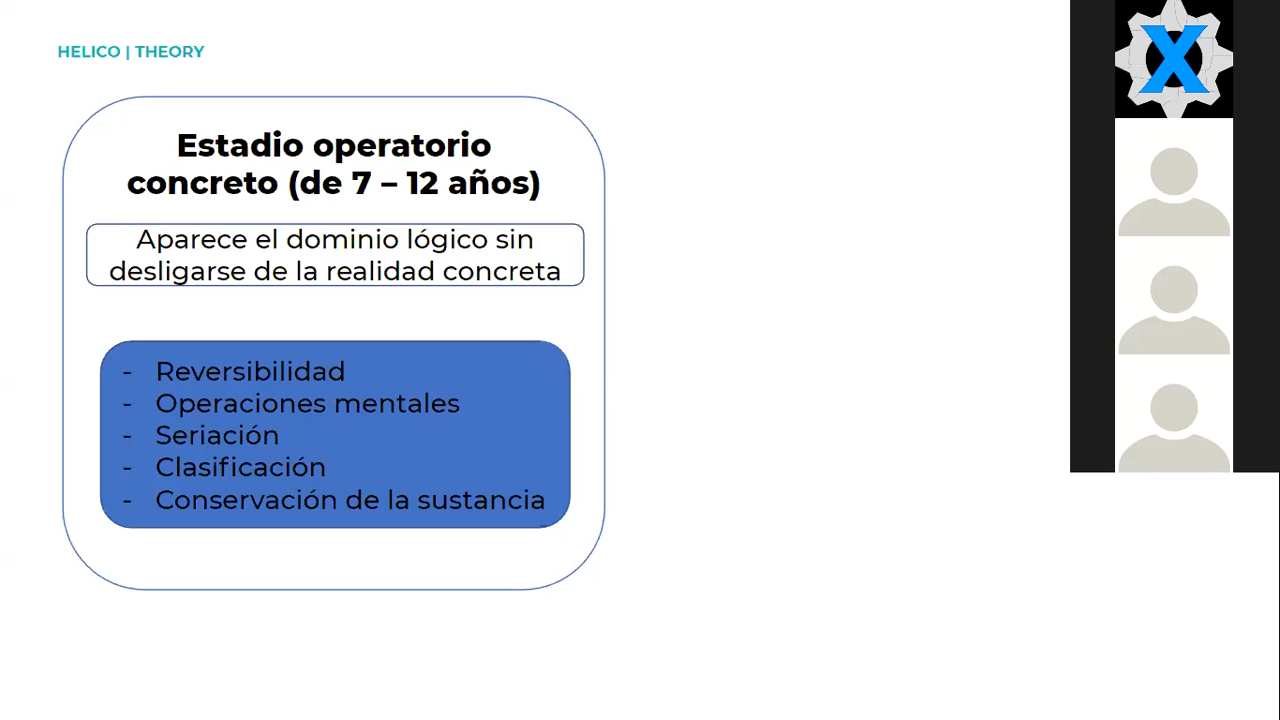 HELICO | THEORY
Estadio operatorio
concreto (de 7 – 12 años)
Aparece el dominio lógico sin
desligarse de la realidad concreta
- Reversibilidad
- Operaciones mentales
- Seriación
- Clasificación
- Conservación de la sustancia
X